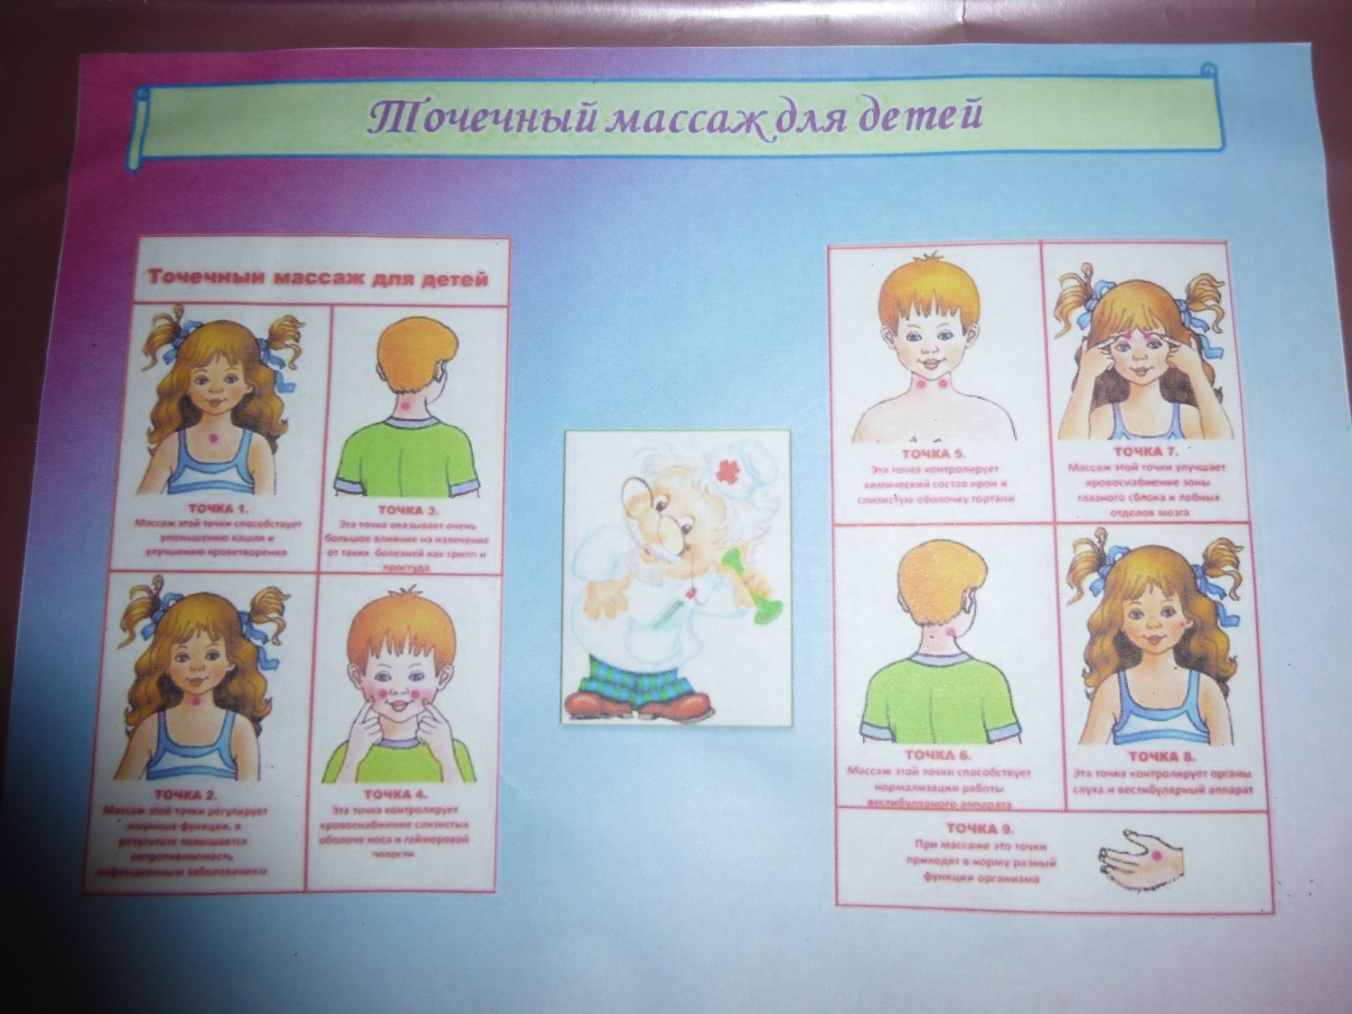 Точечный массаж для детей
Точечный массаж для детей
ТОЧКА 1.
Массаж этой точки способствует
уменьшению кашля и
улучшению кроветворения
ТОЧКА 3.
Эта точка оказывает очень
большое влияние на излечение
от таких болезней как грипп и
простуда
ТОЧКА 2.
Массаж этой точки регулирует
имунные функции, в
результате повышается
сопротивляемость
инфекционным заболеваниям
ТОЧКА 4.
Эта точка контролирует
кровоснабжение слизистых
оболоче носа и гайморовой
полости
ТОЧКА 5.
Эта точка контролирует
химический состав крои и
слизистую оболочку гортани
ТОЧКА 7.
Массаж этой точки улучшает
кровоснабжение зоны
глазного сблока и лобных
отделов мозга
ТОЧКА 6.
Массаж этой точки способствует
нормализации работы
вестибулярного аппарата
ТОЧКА 8.
Эта точка контролирует органы
слуха и вестибулярный аппарат
ТОЧКА 9.
При массаже это точки
приходят в норму разный
функции организма